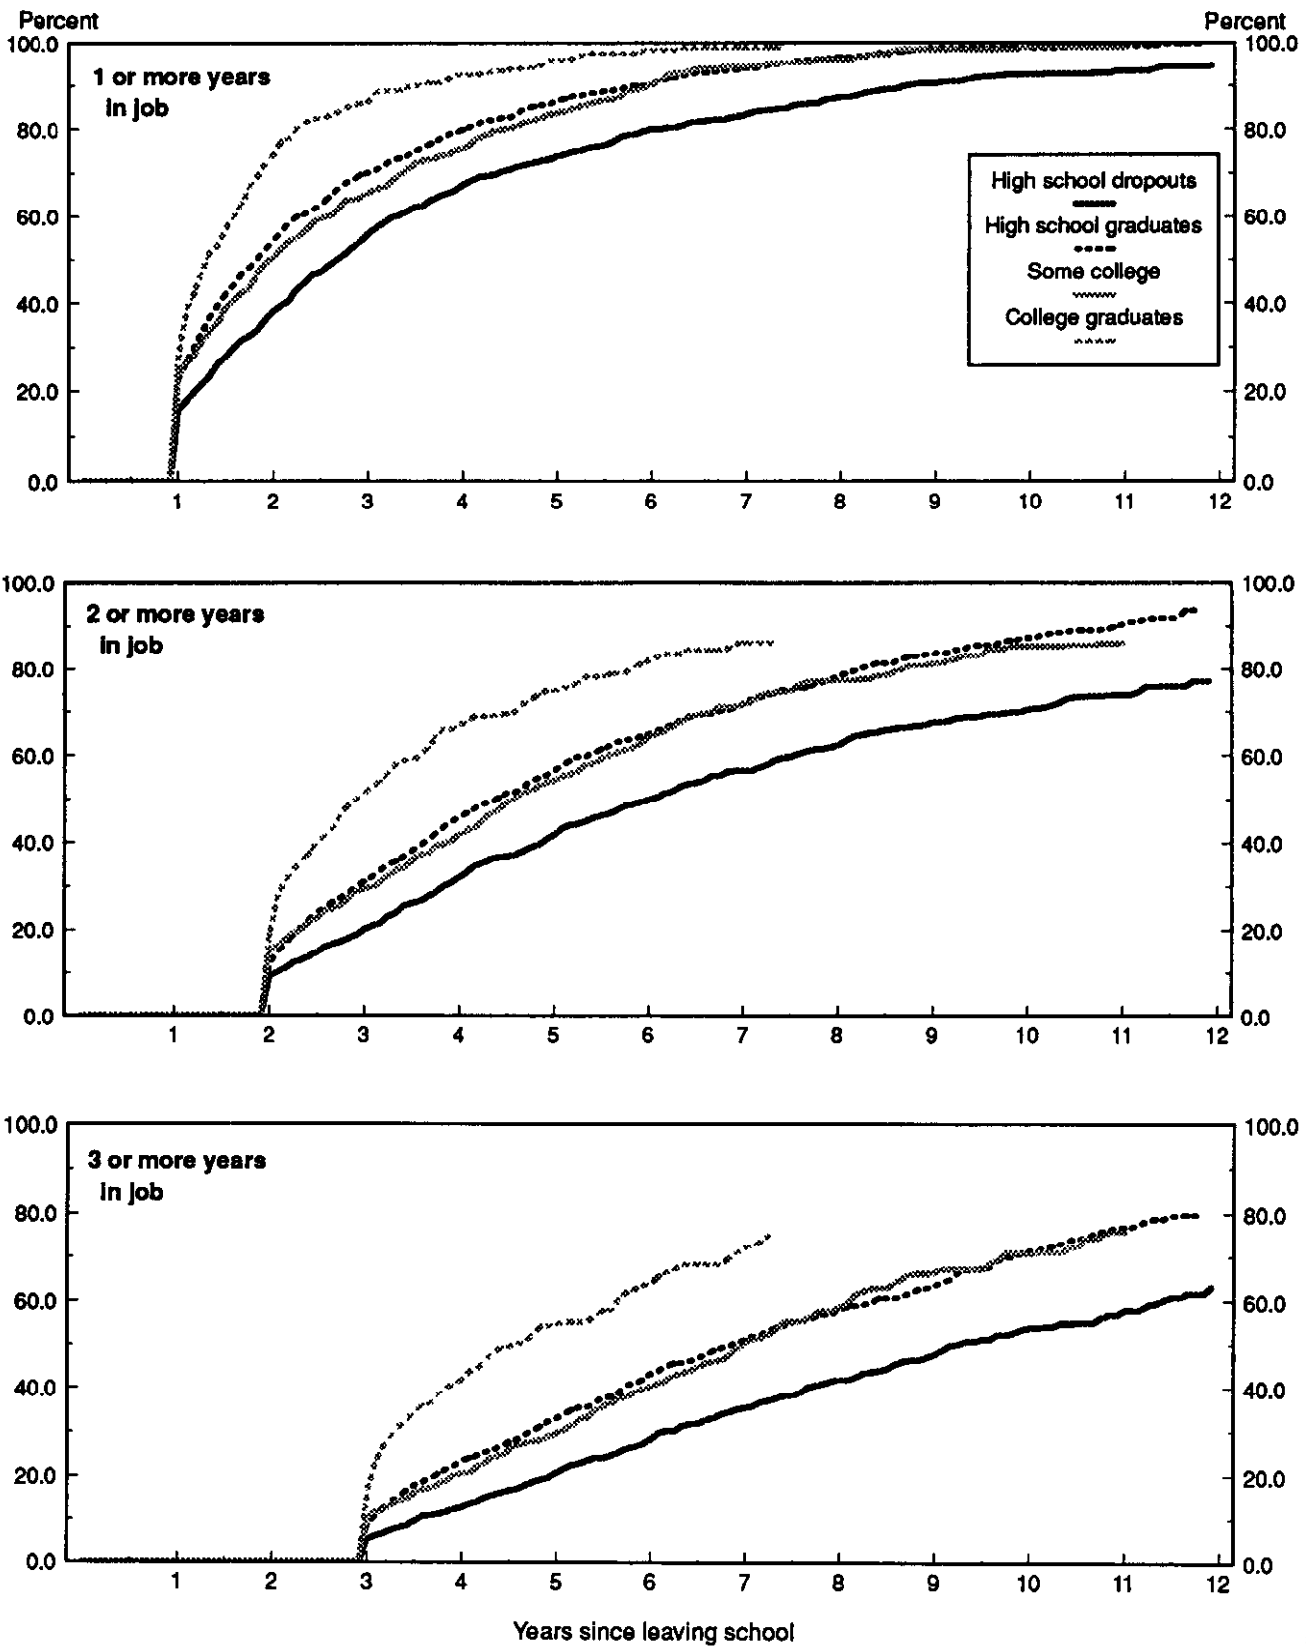 Percent Percent
100.0 100.0
1 or more years
in job
80.0 80.0
High school dropouts
60.0 60.0
High school graduates
Some college
40.0 40.0
College graduates
20.0 20.0
0.0 0.0
1 2 3 4 5 6 7 8 9 10 11 12
100.0 100.0
2 or more years
in job
80.0 80.0
60.0 60.0
40.0 40.0
20.0 20.0
0.0 0.0
1 2 3 4 5 6 7 8 9 10 11 12
100.0 100.0
3 or more years
in job
80.0 80.0
60.0 60.0
40.0 40.0
20.0 20.0
0.0 0.0
1 2 3 4 5 6 7 8 9 10 11 12
Years since leaving school